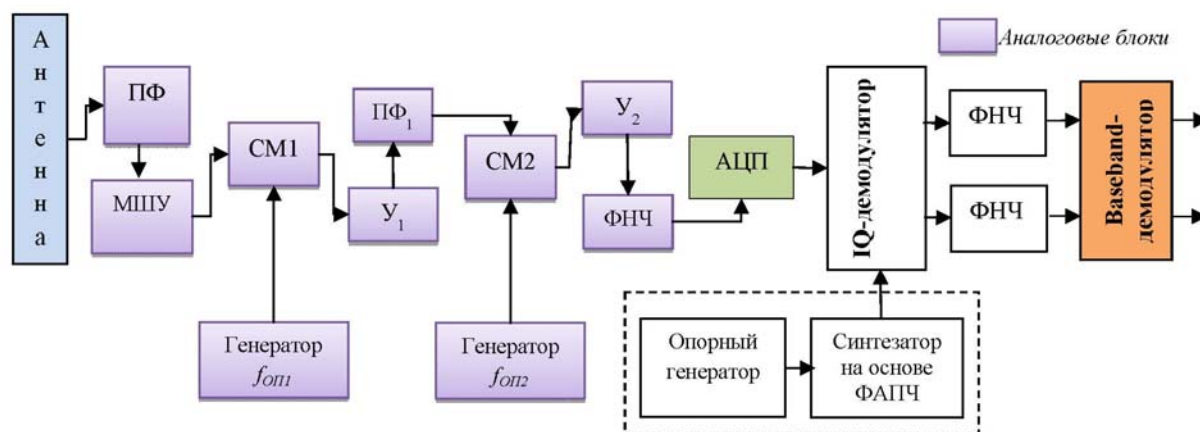 Антенна
ПФ
МШУ
СМ1
Генератор
fОП1
ПФ1
У1
СМ2
Генератор
fОП2
У2
ФНЧ
АЦП
IQ-демодулятор
Опорный
генератор
Синтезатор
на основе
ФАПЧ
ФНЧ
ФНЧ
Baseband-
демодулятор
Аналоговые блоки